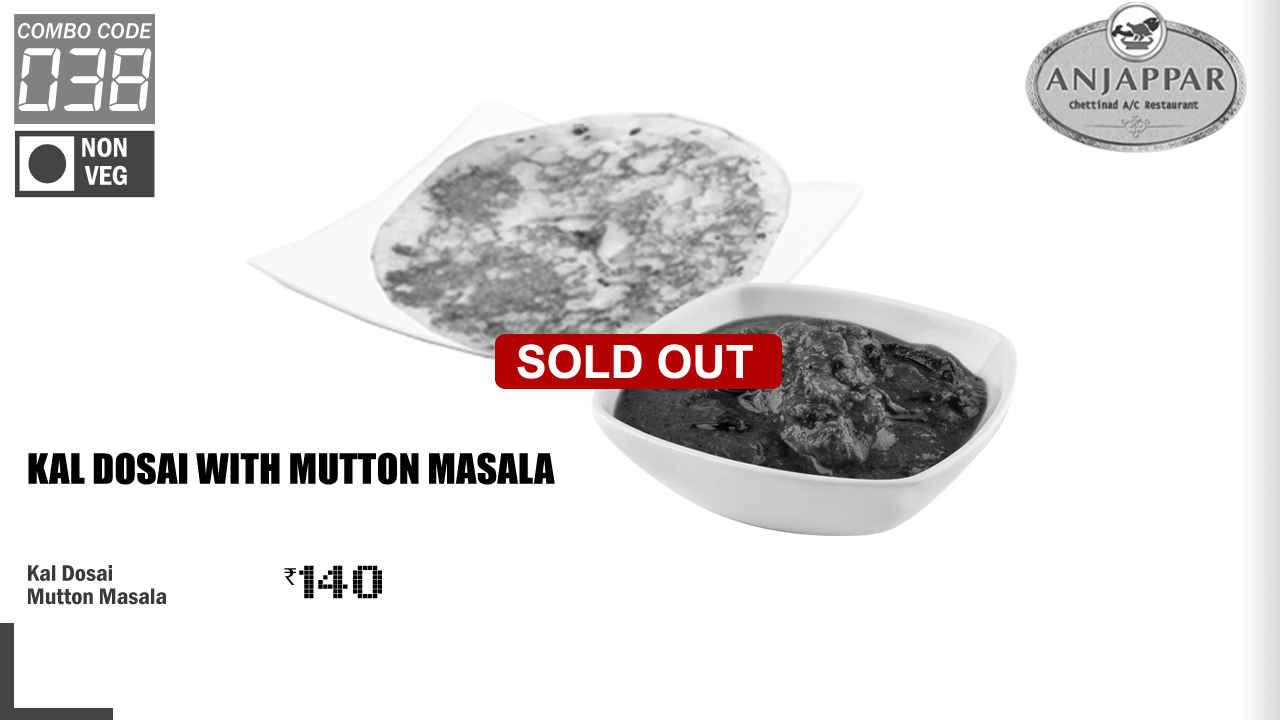 COMBO CODE
038
NON
VEG
ANJAPPAR
Chettinad A/C Restaurant
SOLD OUT
KAL DOSAI WITH MUTTON MASALA
Kal Dosai
Mutton Masala
₹140